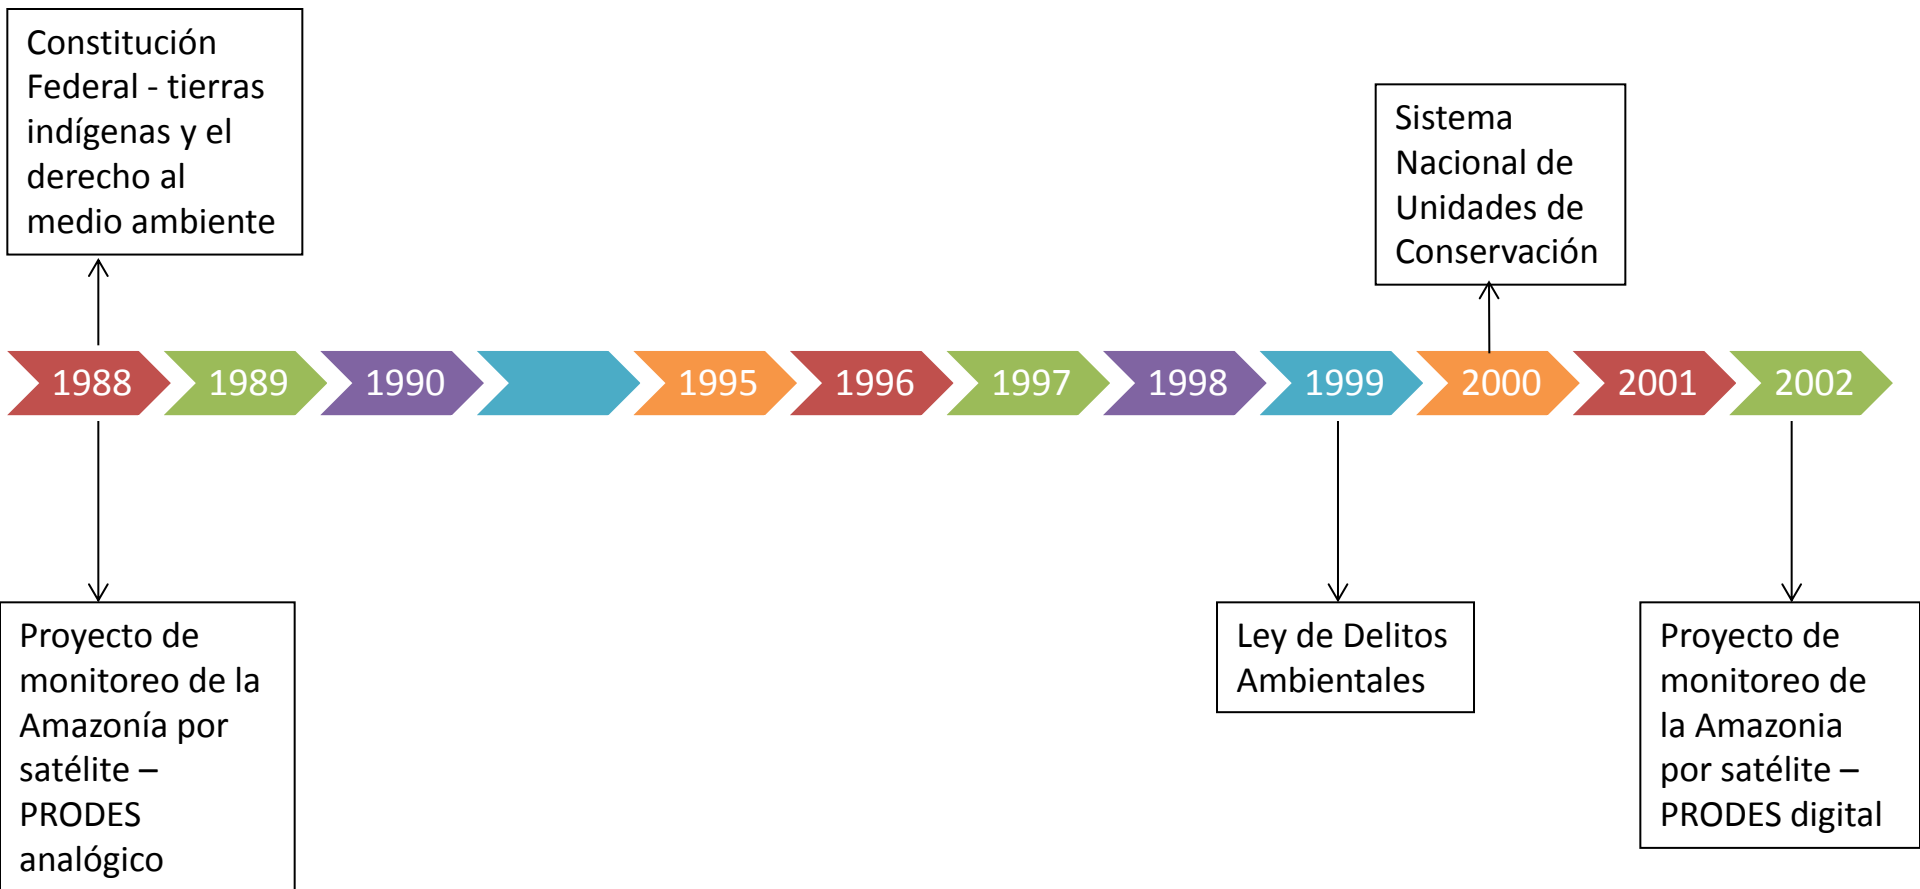 Constitución
Federal - tierras
indígenas y el
derecho al
medio ambiente
Sistema
Nacional de
Unidades de
Conservación
1988
1989
1990
1995
1996
1997
1998
1999
2000
2001
2002
Proyecto de
monitoreo de la
Amazonía por
satélite –
PRODES
analógico
Ley de Delitos
Ambientales
Proyecto de
monitoreo de
la Amazonia
por satélite –
PRODES digital